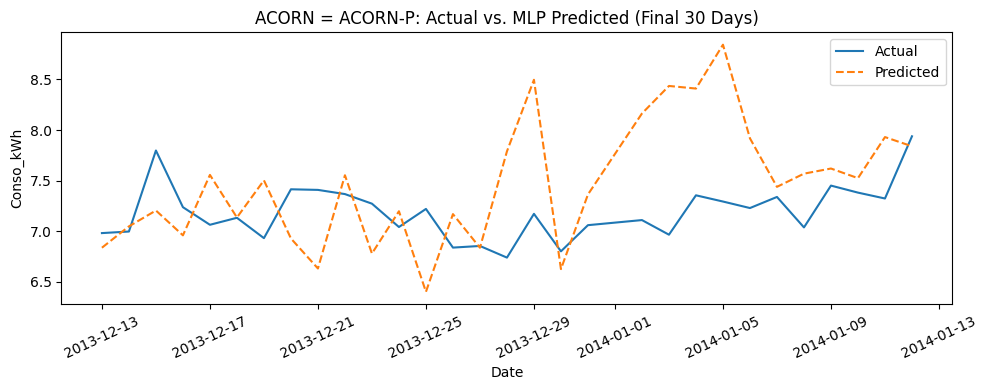 ACORN = ACORN-P: Actual vs. MLP Predicted (Final 30 Days)
Actual
Predicted
Conso_kWh
8.5
8.0
7.5
7.0
6.5
2013-12-13
2013-12-17
2013-12-21
2013-12-25
2013-12-29
2014-01-01
2014-01-05
2014-01-09
2014-01-13
Date